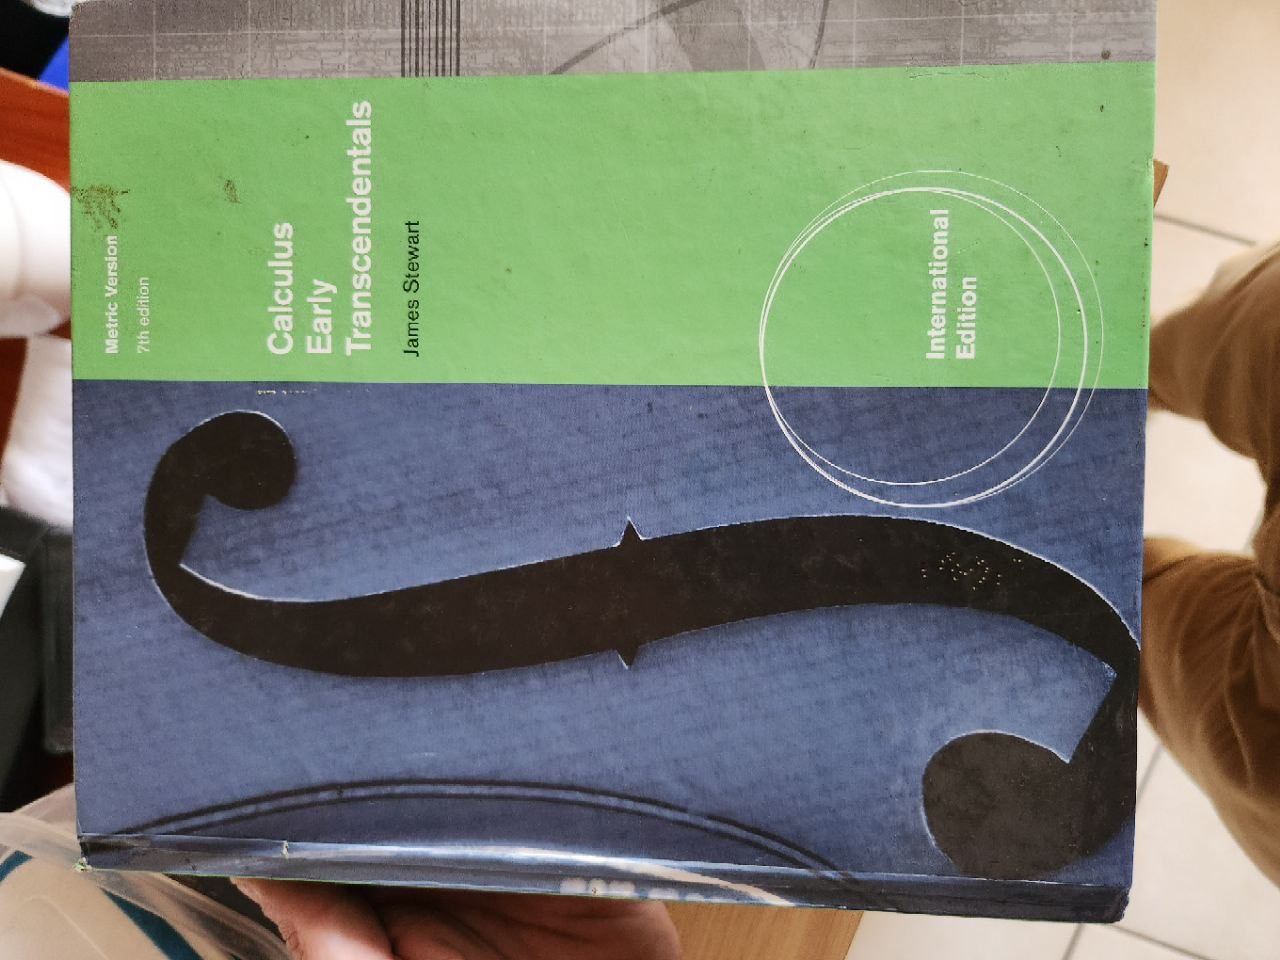 Metric Version
7th edition
Calculus
Early
Transcendentals
James Stewart
International
Edition